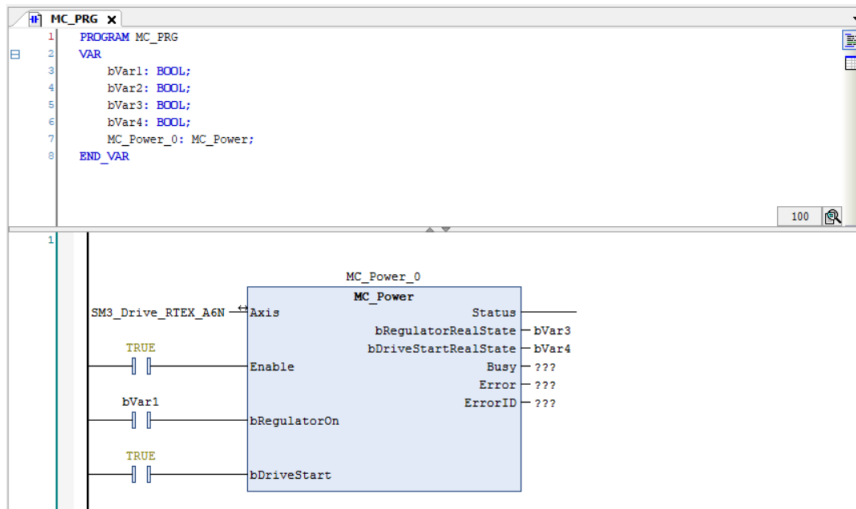 MC_PRG X
1 PROGRAM MC_PRG
2 VAR
3 bVar1: BOOL;
4 bVar2: BOOL;
5 bVar3: BOOL;
6 bVar4: BOOL;
7 MC_Power_0: MC_Power;
8 END_VAR
100
1
MC_Power_0
MC_Power
SM3_Drive_RTEX_A6N Axis Status
bRegulatorRealState bVar3
TRUE bDriveStartRealState bVar4
Enable Busy ???
Error ???
bVar1 ErrorID ???
bRegulatorOn
TRUE
bDriveStart